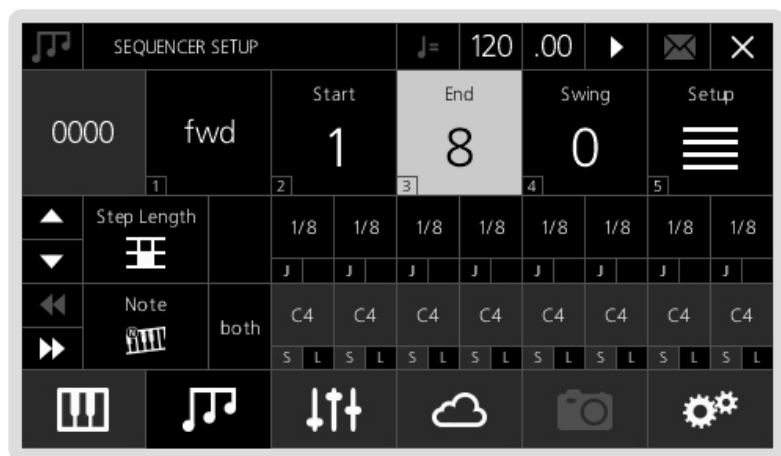 SEQUENCER SETUP ♩= 120 .00
0000 fwd Start End Swing Setup
1 8 0
1 2 3 4 5
Step Length 1/8 1/8 1/8 1/8 1/8 1/8 1/8 1/8
J J J J J J J J
Note both C4 C4 C4 C4 C4 C4 C4 C4
N
S L S L S L S L S L S L S L S L